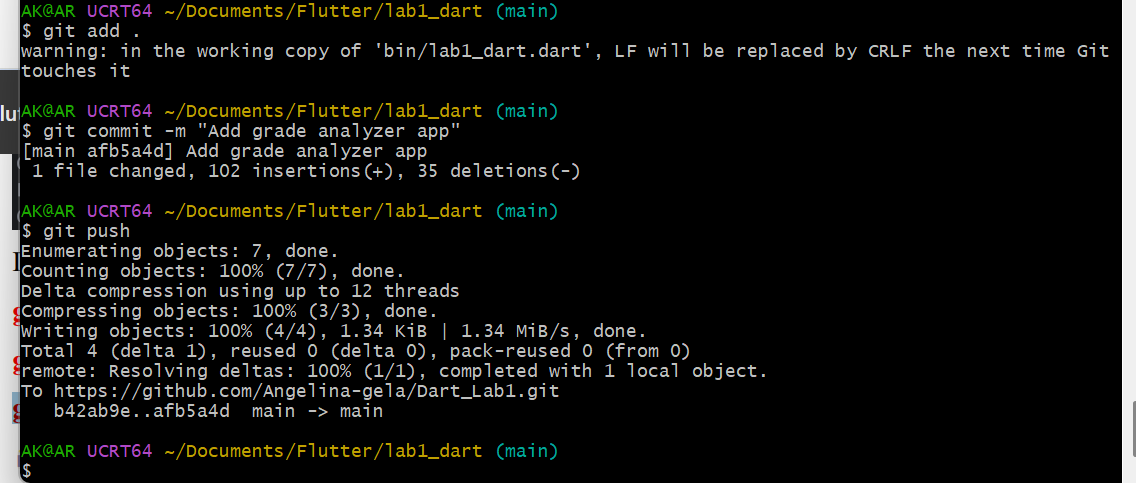 AK@AR UCRT64 ~/Documents/Flutter/lab1_dart (main)
$ git add .
warning: in the working copy of 'bin/lab1_dart.dart', LF will be replaced by CRLF the next time Git
touches it
AK@AR UCRT64 ~/Documents/Flutter/lab1_dart (main)
$ git commit -m "Add grade analyzer app"
[main afb5a4d] Add grade analyzer app
 1 file changed, 102 insertions(+), 35 deletions(-)
AK@AR UCRT64 ~/Documents/Flutter/lab1_dart (main)
$ git push
Enumerating objects: 7, done.
Counting objects: 100% (7/7), done.
Delta compression using up to 12 threads
Compressing objects: 100% (3/3), done.
Writing objects: 100% (4/4), 1.34 KiB | 1.34 MiB/s, done.
Total 4 (delta 1), reused 0 (delta 0), pack-reused 0 (from 0)
remote: Resolving deltas: 100% (1/1), completed with 1 local object.
To https://github.com/Angelina-gela/Dart_Lab1.git
   b42ab9e..afb5a4d  main -> main
AK@AR UCRT64 ~/Documents/Flutter/lab1_dart (main)
$